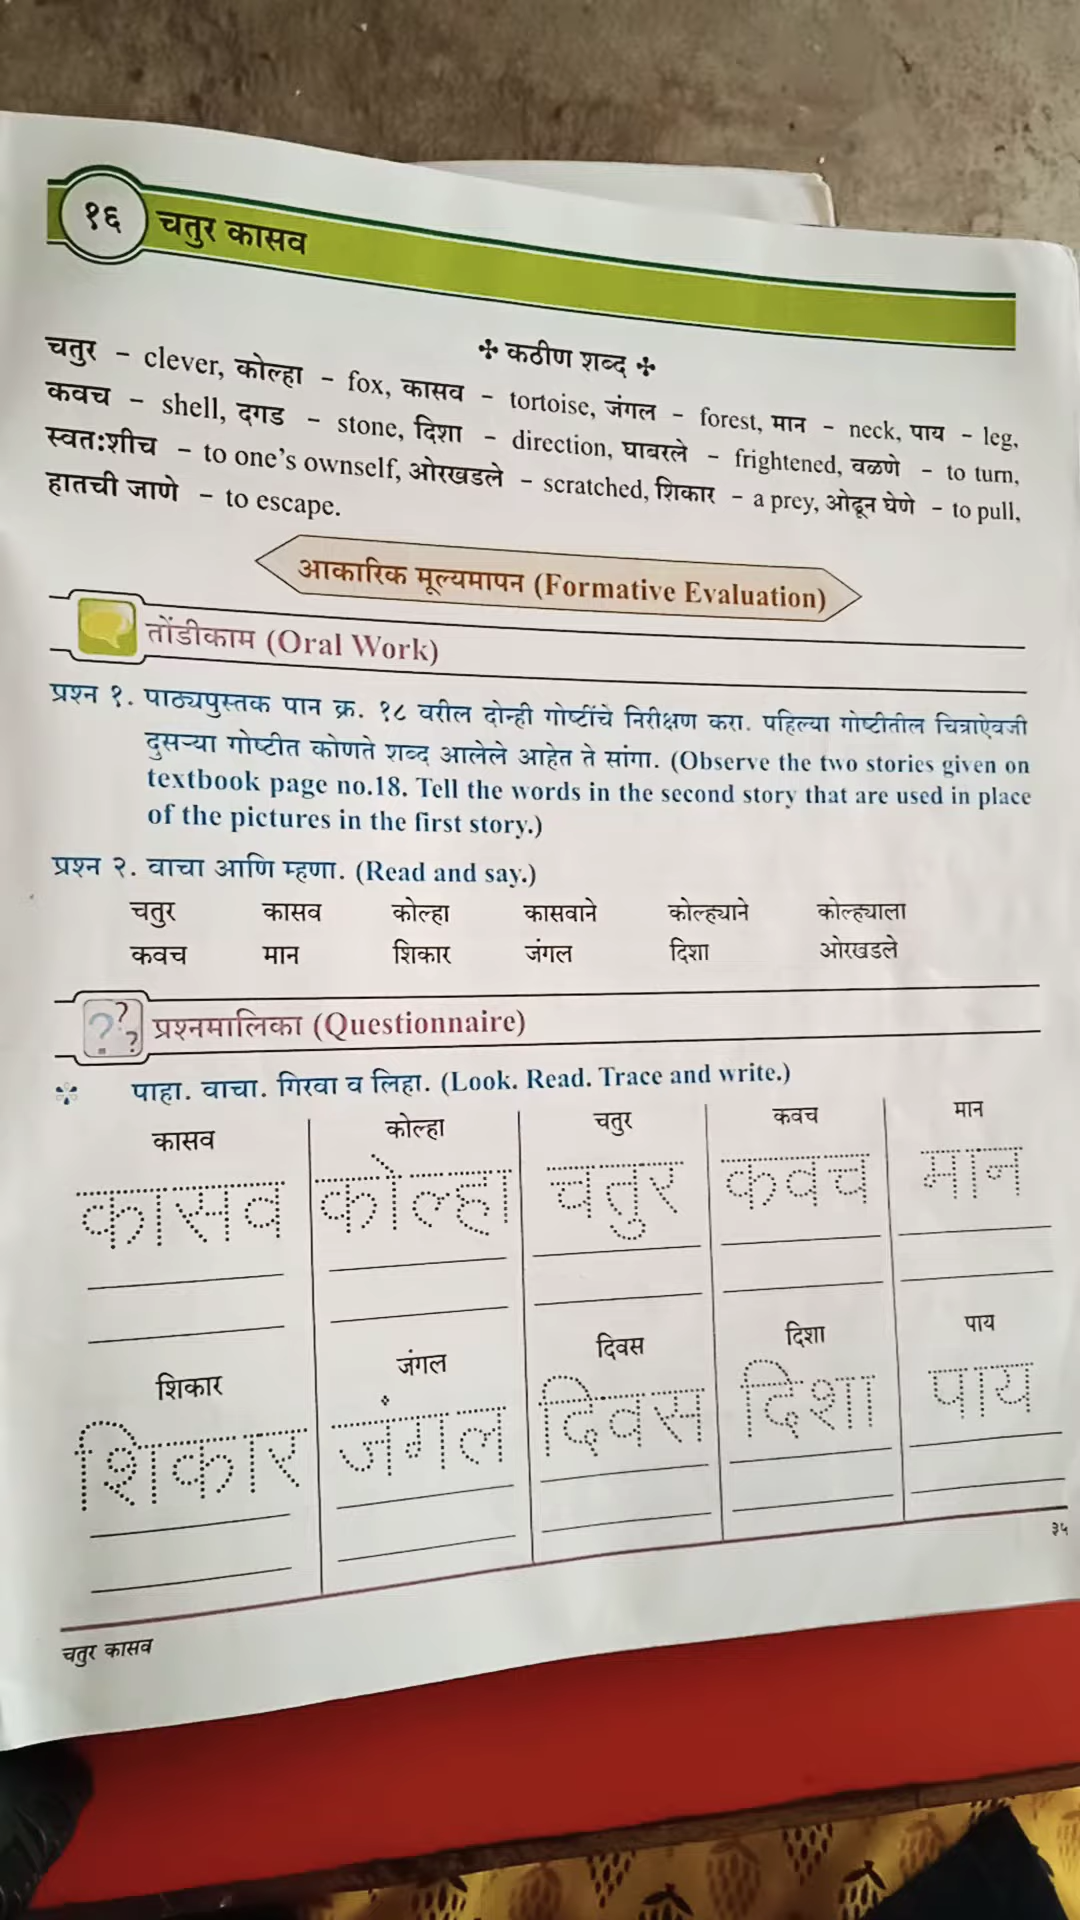 १६ चतुर कासव
✣ कठीण शब्द ✣
चतुर - clever, कोल्हा - fox, कासव - tortoise, जंगल - forest, मान - neck, पाय - leg,
कवच - shell, दगड - stone, दिशा - direction, घाबरले - frightened, वळणे - to turn,
स्वतःशीच - to one's ownself, ओरखडले - scratched, शिकार - a prey, ओढून घेणे - to pull,
हातची जाणे - to escape.
आकारिक मूल्यमापन (Formative Evaluation)
तोंडीकाम (Oral Work)
प्रश्न १. पाठ्यपुस्तक पान क्र. १८ वरील दोन्ही गोष्टींचे निरीक्षण करा. पहिल्या गोष्टीतील चित्राऐवजी
दुसऱ्या गोष्टीत कोणते शब्द आलेले आहेत ते सांगा. (Observe the two stories given on
textbook page no.18. Tell the words in the second story that are used in place
of the pictures in the first story.)
प्रश्न २. वाचा आणि म्हणा. (Read and say.)
चतुर कासव कोल्हा कासवाने कोल्ह्याने कोल्ह्याला
कवच मान शिकार जंगल दिशा ओरखडले
??? प्रश्नमालिका (Questionnaire)
पाहा. वाचा. गिरवा व लिहा. (Look. Read. Trace and write.)
कासव कोल्हा चतुर कवच मान
कासव कोल्हा चतुर कवच मान
शिकार जंगल दिवस दिशा पाय
शिकार जंगल दिवस दिशा पाय
३५
चतुर कासव